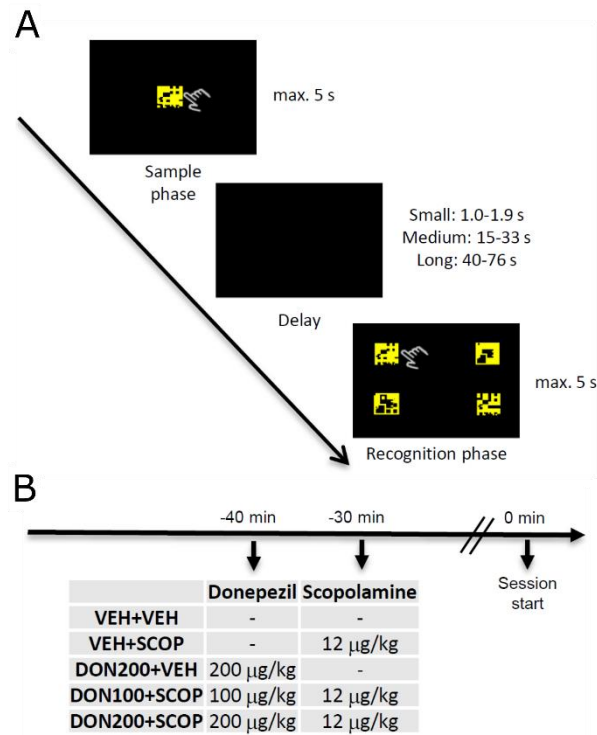 A
max. 5 s
Sample
phase
Small: 1.0-1.9 s
Medium: 15-33 s
Long: 40-76 s
Delay
max. 5 s
Recognition phase
B
-40 min -30 min 0 min
Session
start
Donepezil Scopolamine
VEH+VEH - -
VEH+SCOP - 12 μg/kg
DON200+VEH 200 μg/kg -
DON100+SCOP 100 μg/kg 12 μg/kg
DON200+SCOP 200 μg/kg 12 μg/kg